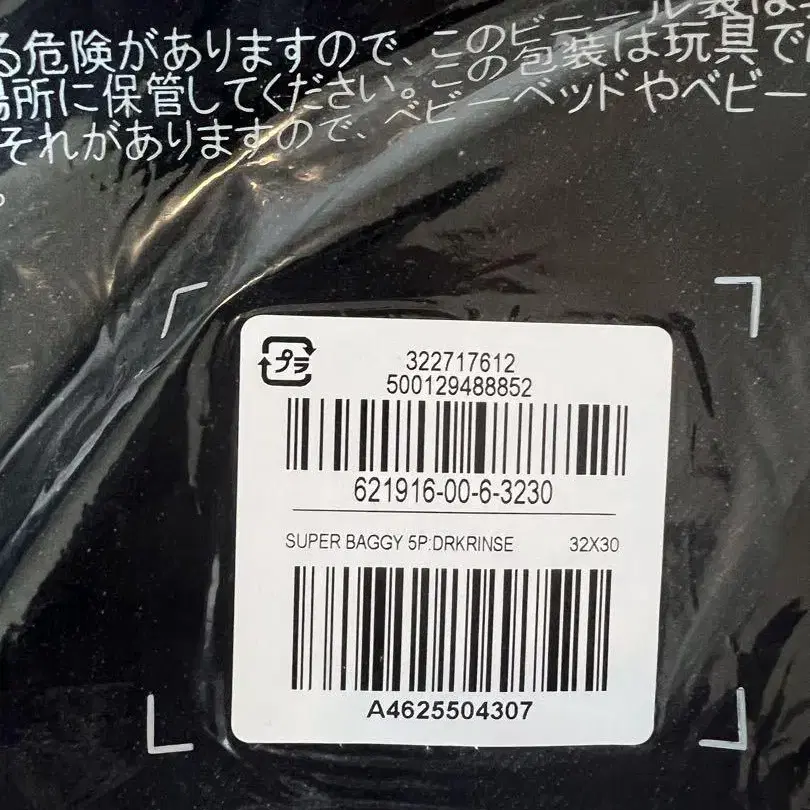 る危険がありますので、このビニール袋は
場所に保管してください。この包装は玩具で
それがありますので、ベビーベッドやベビー
。
プラ
322717612
500129488852
621916-00-6-3230
SUPER BAGGY 5P:DRKRINSE 32X30
A4625504307